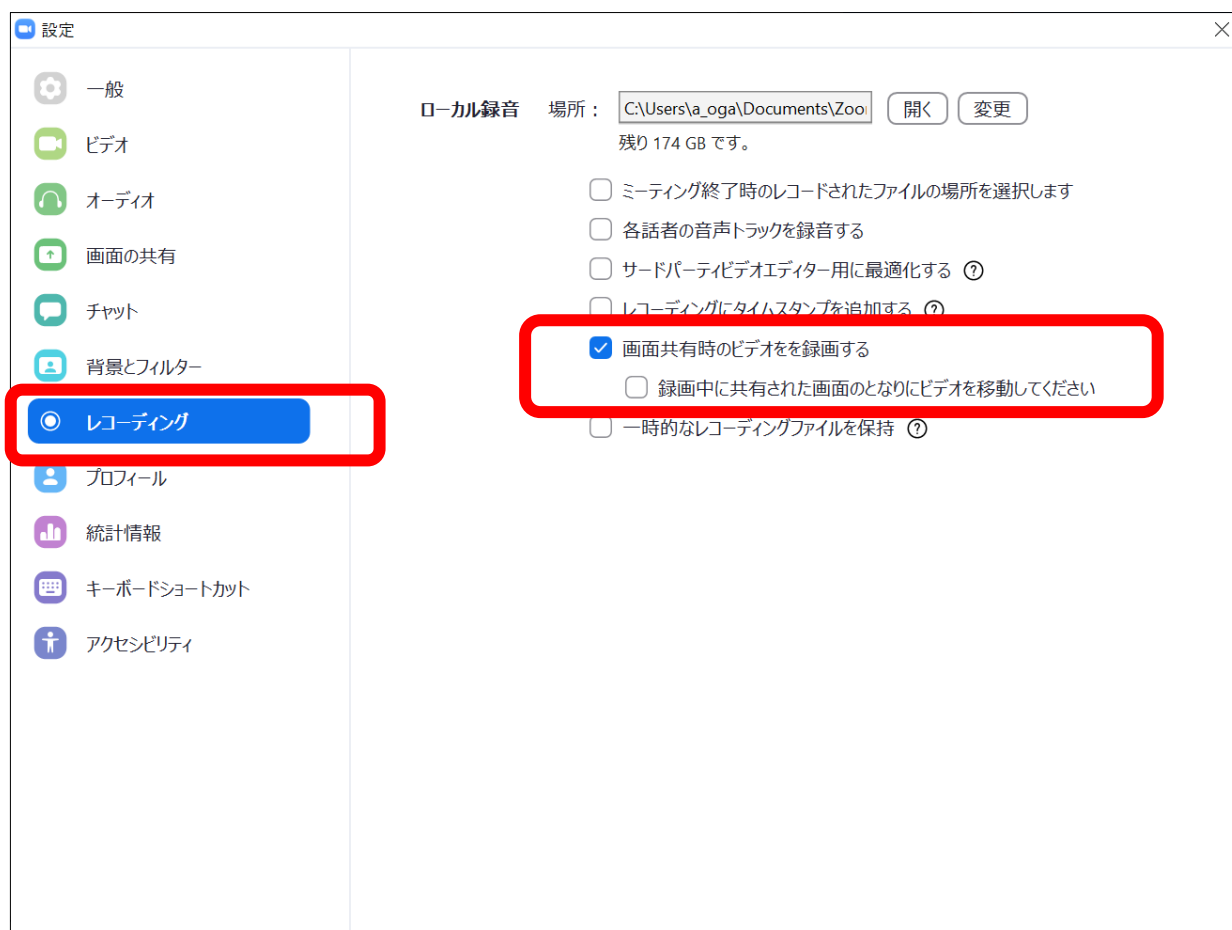 設定
一般
ビデオ
オーディオ
画面の共有
チャット
背景とフィルター
レコーディング
プロフィール
統計情報
キーボードショートカット
アクセシビリティ
ローカル録音 場所： C:\Users\a_oga\Documents\Zoo 開く 変更
残り 174 GB です。
ミーティング終了時のレコードされたファイルの場所を選択します
各話者の音声トラックを録音する
サードパーティビデオエディター用に最適化する ?
レコーディングにタイムスタンプを追加する ?
画面共有時のビデオをを録画する
録画中に共有された画面のとなりにビデオを移動してください
一時的なレコーディングファイルを保持 ?